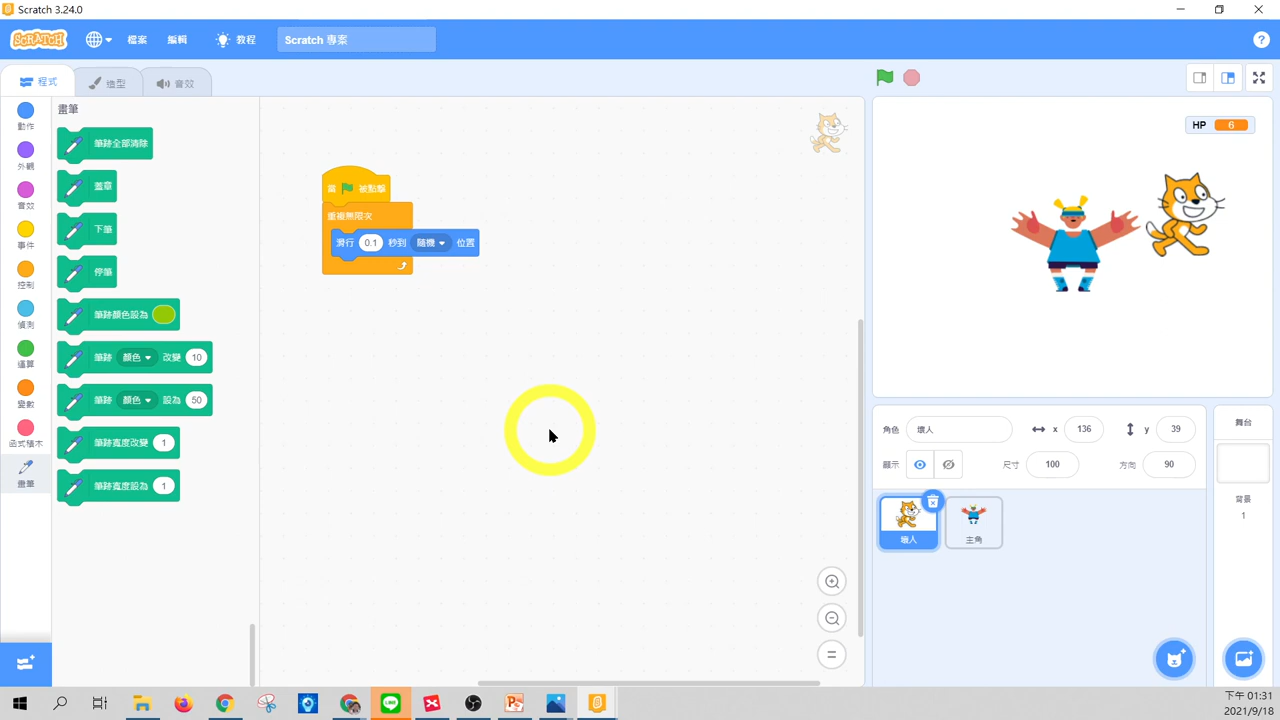 Scratch 3.24.0
SCRATCH
檔案
編輯
教程
Scratch 專案
程式
造型
音效
動作
外觀
音效
事件
控制
偵測
運算
變數
函式積木
畫筆
畫筆
筆跡全部清除
蓋章
下筆
停筆
筆跡顏色設為
筆跡 顏色 改變 10
筆跡 顏色 設為 50
筆跡寬度改變 1
筆跡寬度設為 1
當 被點擊
重複無限次
滑行 0.1 秒到 隨機 位置
HP 6
角色 壞人 x 136 y 39
顯示 尺寸 100 方向 90
壞人
主角
舞台
背景
1
LINE
下午 01:31
2021/9/18